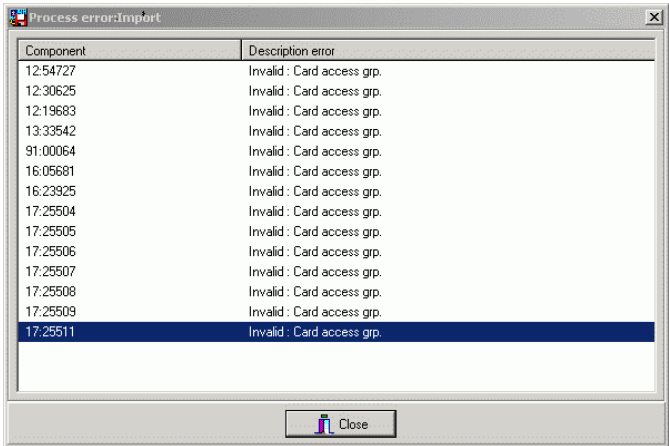 Process error:Import
Component Description error
12:54727 Invalid : Card access grp.
12:30625 Invalid : Card access grp.
12:19683 Invalid : Card access grp.
13:33542 Invalid : Card access grp.
91:00064 Invalid : Card access grp.
16:05681 Invalid : Card access grp.
16:23925 Invalid : Card access grp.
17:25504 Invalid : Card access grp.
17:25505 Invalid : Card access grp.
17:25506 Invalid : Card access grp.
17:25507 Invalid : Card access grp.
17:25508 Invalid : Card access grp.
17:25509 Invalid : Card access grp.
17:25511 Invalid : Card access grp.
Close